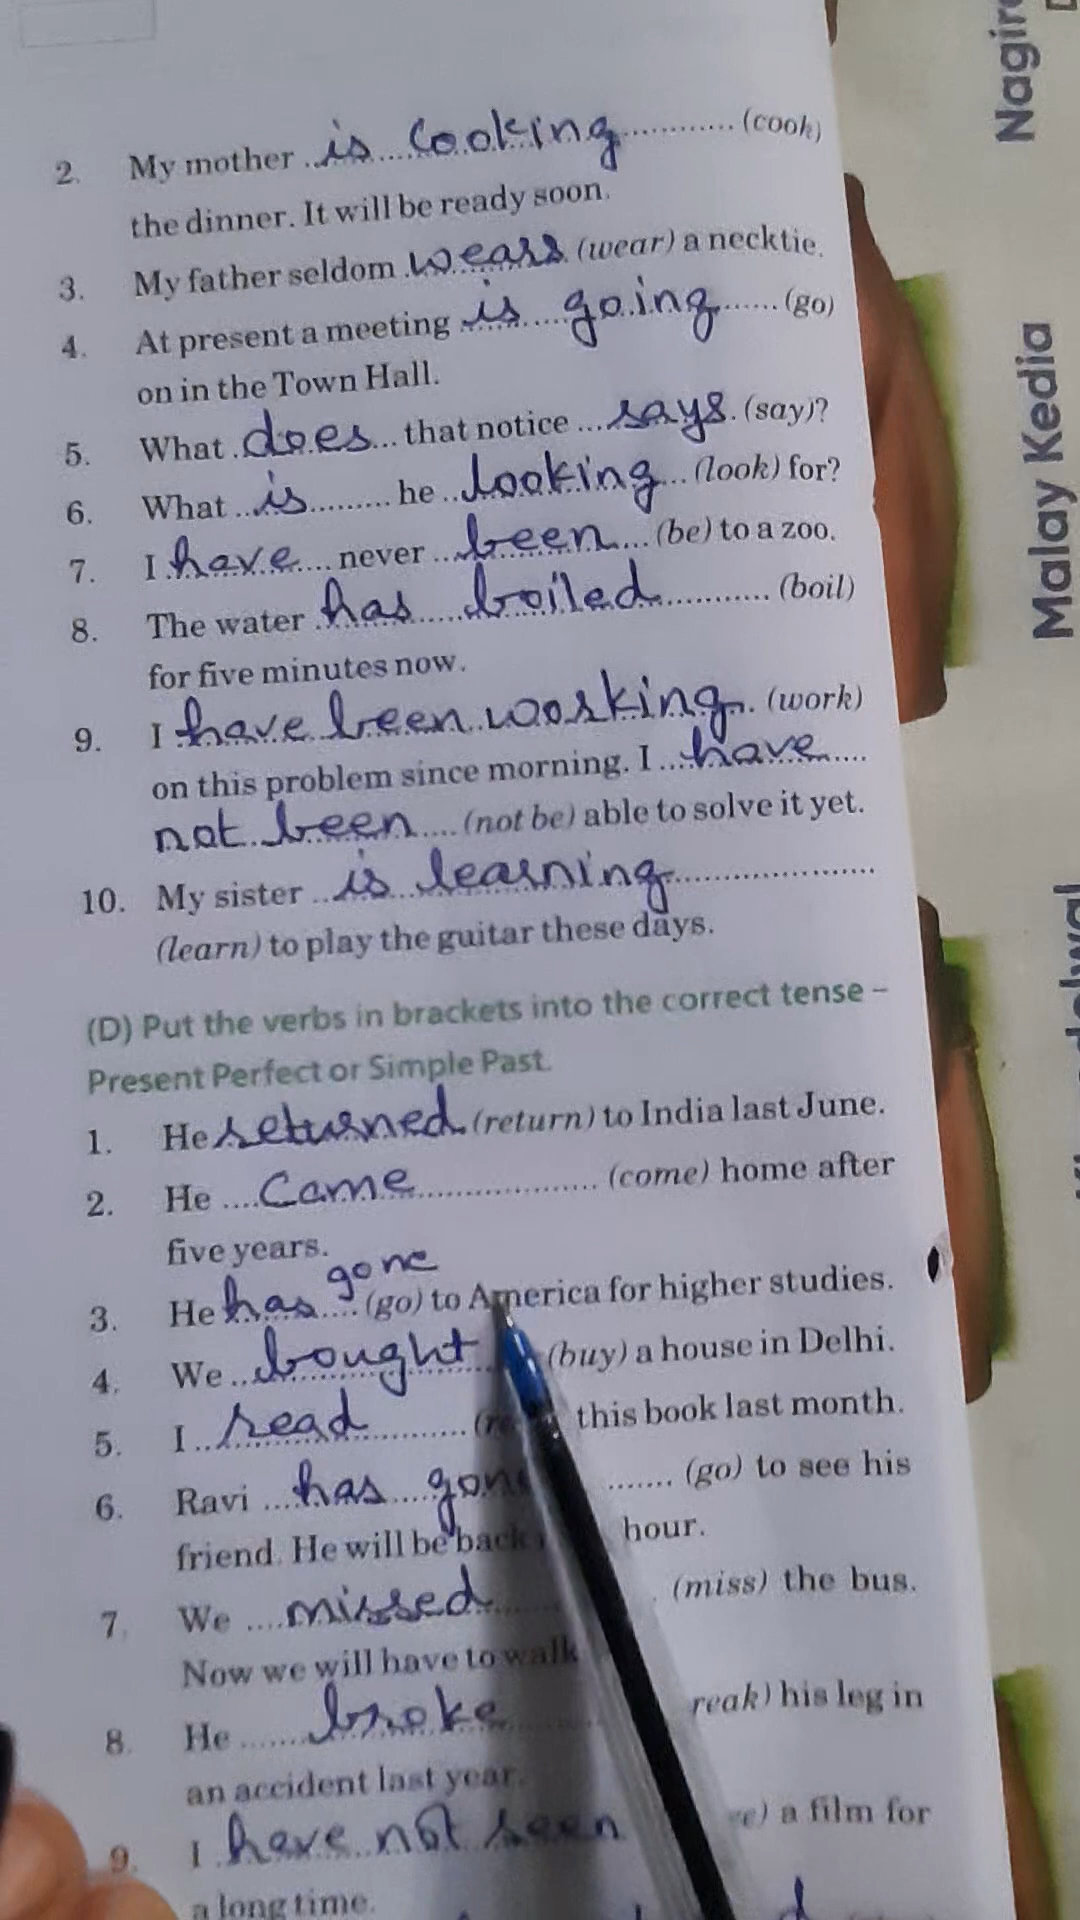 2. My mother is cooking (cook)
the dinner. It will be ready soon.
3. My father seldom wears (wear) a necktie.
4. At present a meeting is going (go)
on in the Town Hall.
5. What does that notice says. (say)?
6. What is he looking (look) for?
7. I have never been (be) to a zoo.
8. The water has boiled (boil)
for five minutes now.
9. I have been working. (work)
on this problem since morning. I have
not been (not be) able to solve it yet.
10. My sister is learning
(learn) to play the guitar these days.
(D) Put the verbs in brackets into the correct tense –
Present Perfect or Simple Past.
1. He returned (return) to India last June.
2. He came (come) home after
five years.
3. He has gone (go) to America for higher studies.
4. We bought (buy) a house in Delhi.
5. I read this book last month.
6. Ravi has (go) to see his
friend. He will be back hour.
7. We missed (miss) the bus.
Now we will have to walk
8. He broke his leg in
an accident last year.
9. I have not seen a film for
a long time.
Malay Kedia